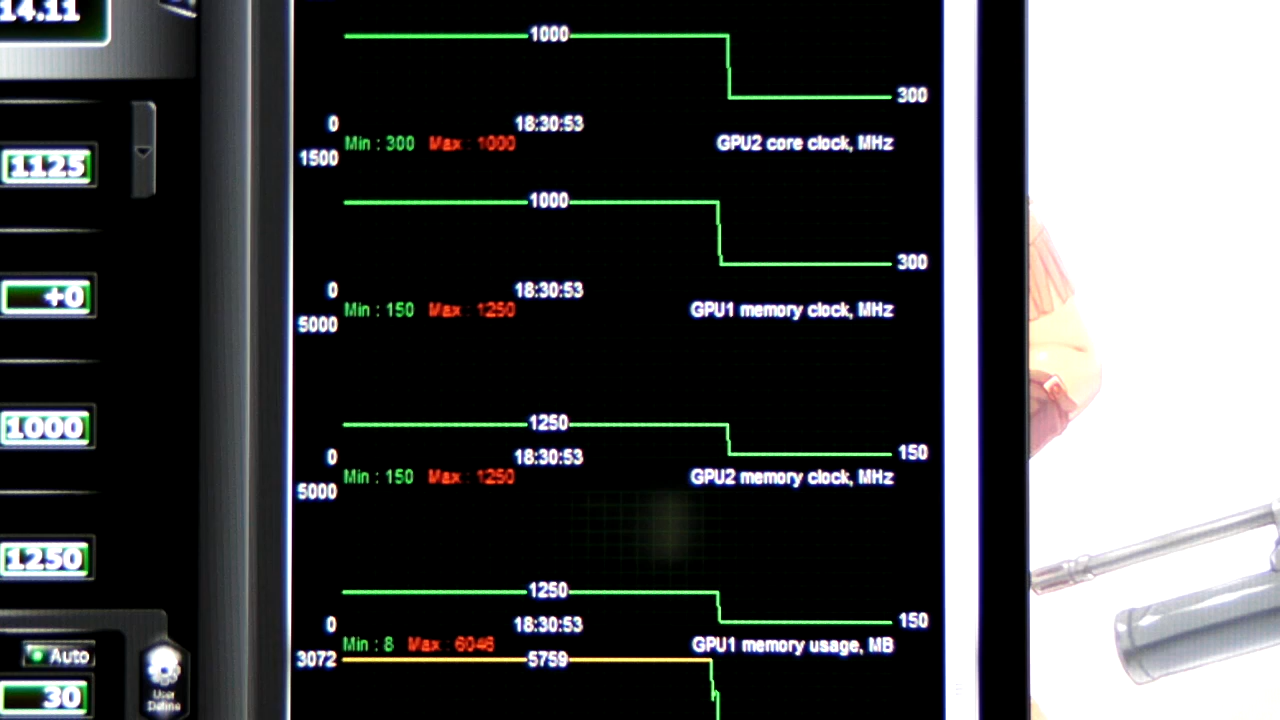 14.11
1125
+0
1000
1250
Auto
30
User
Define
1000
300
0
18:30:53
Min : 300 Max : 1000
GPU2 core clock, MHz
1500
1000
300
0
18:30:53
Min : 150 Max : 1250
GPU1 memory clock, MHz
5000
1250
150
0
18:30:53
Min : 150 Max : 1250
GPU2 memory clock, MHz
5000
1250
150
0
18:30:53
Min : 8 Max : 6046
GPU1 memory usage, MB
3072
5759